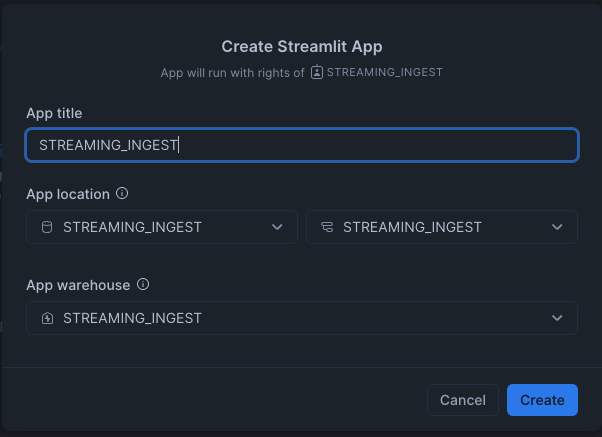 Create Streamlit App
App will run with rights of STREAMING_INGEST
App title
STREAMING_INGEST
App location
STREAMING_INGEST STREAMING_INGEST
App warehouse
STREAMING_INGEST
Cancel Create